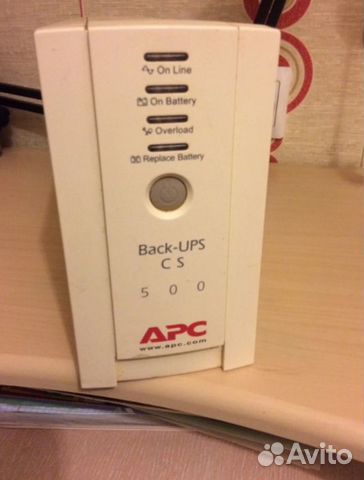 On Line
On Battery
Overload
Replace Battery
Back-UPS
CS
500
APC
www.apc.com
Avito